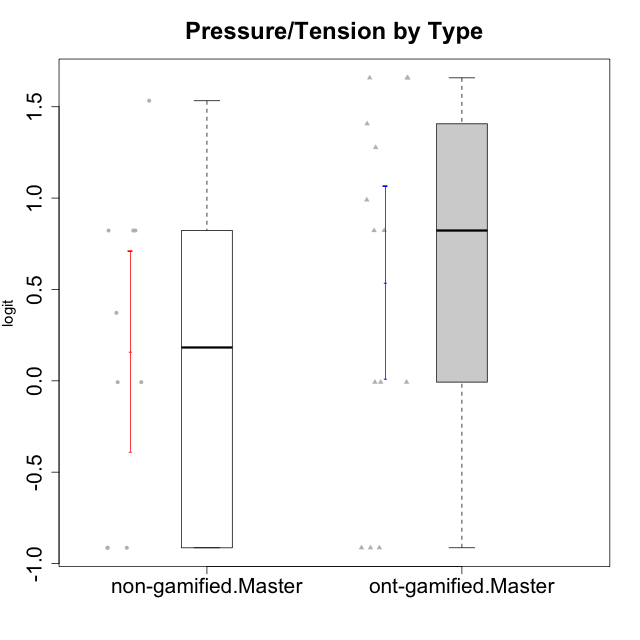 Pressure/Tension by Type
logit
1.5
1.0
0.5
0.0
-0.5
-1.0
non-gamified.Master
ont-gamified.Master